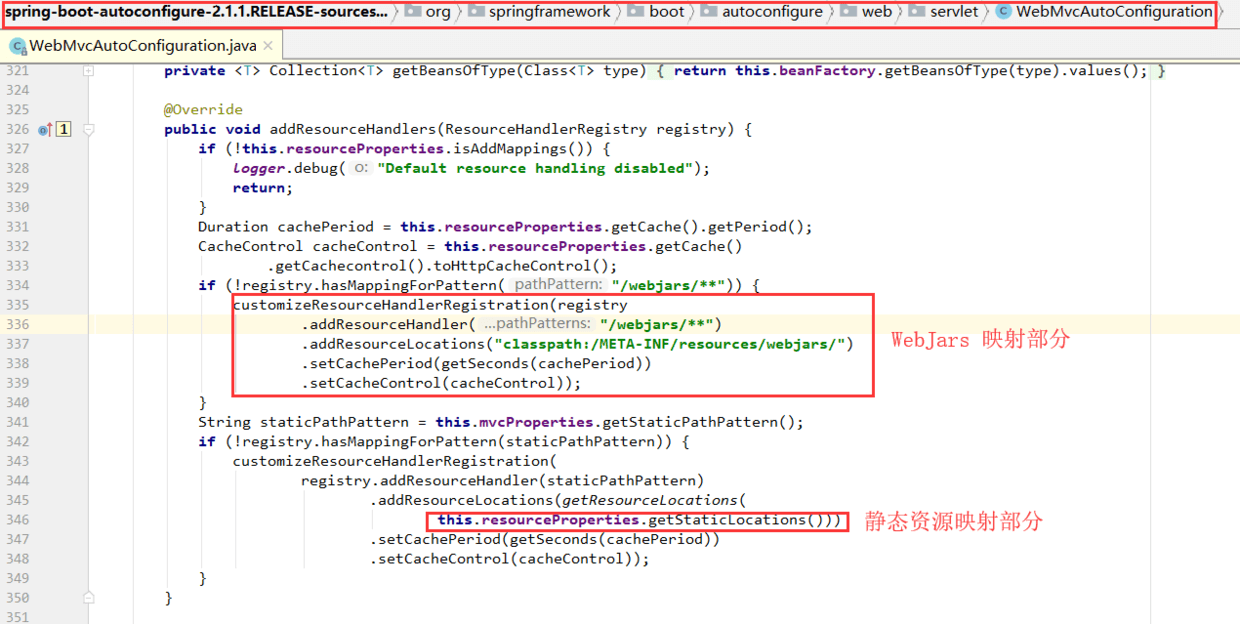 spring-boot-autoconfigure-2.1.1.RELEASE-sources... org springframework boot autoconfigure web servlet WebMvcAutoConfiguration
WebMvcAutoConfiguration.java
321 private <T> Collection<T> getBeansOfType(Class<T> type) { return this.beanFactory.getBeansOfType(type).values(); }
324
325 @Override
326 1 public void addResourceHandlers(ResourceHandlerRegistry registry) {
327 if (!this.resourceProperties.isAddMappings()) {
328 logger.debug( o: "Default resource handling disabled");
329 return;
330 }
331 Duration cachePeriod = this.resourceProperties.getCache().getPeriod();
332 CacheControl cacheControl = this.resourceProperties.getCache()
333 .getCachecontrol().toHttpCacheControl();
334 if (!registry.hasMappingForPattern( pathPattern: "/webjars/**")) {
335 customizeResourceHandlerRegistration(registry
336 .addResourceHandler( ...pathPatterns: "/webjars/**")
337 .addResourceLocations("classpath:/META-INF/resources/webjars/") WebJars 映射部分
338 .setCachePeriod(getSeconds(cachePeriod))
339 .setCacheControl(cacheControl));
340 }
341 String staticPathPattern = this.mvcProperties.getStaticPathPattern();
342 if (!registry.hasMappingForPattern(staticPathPattern)) {
343 customizeResourceHandlerRegistration(
344 registry.addResourceHandler(staticPathPattern)
345 .addResourceLocations(getResourceLocations(
346 this.resourceProperties.getStaticLocations())) 静态资源映射部分
347 .setCachePeriod(getSeconds(cachePeriod))
348 .setCacheControl(cacheControl));
349 }
350 }
351